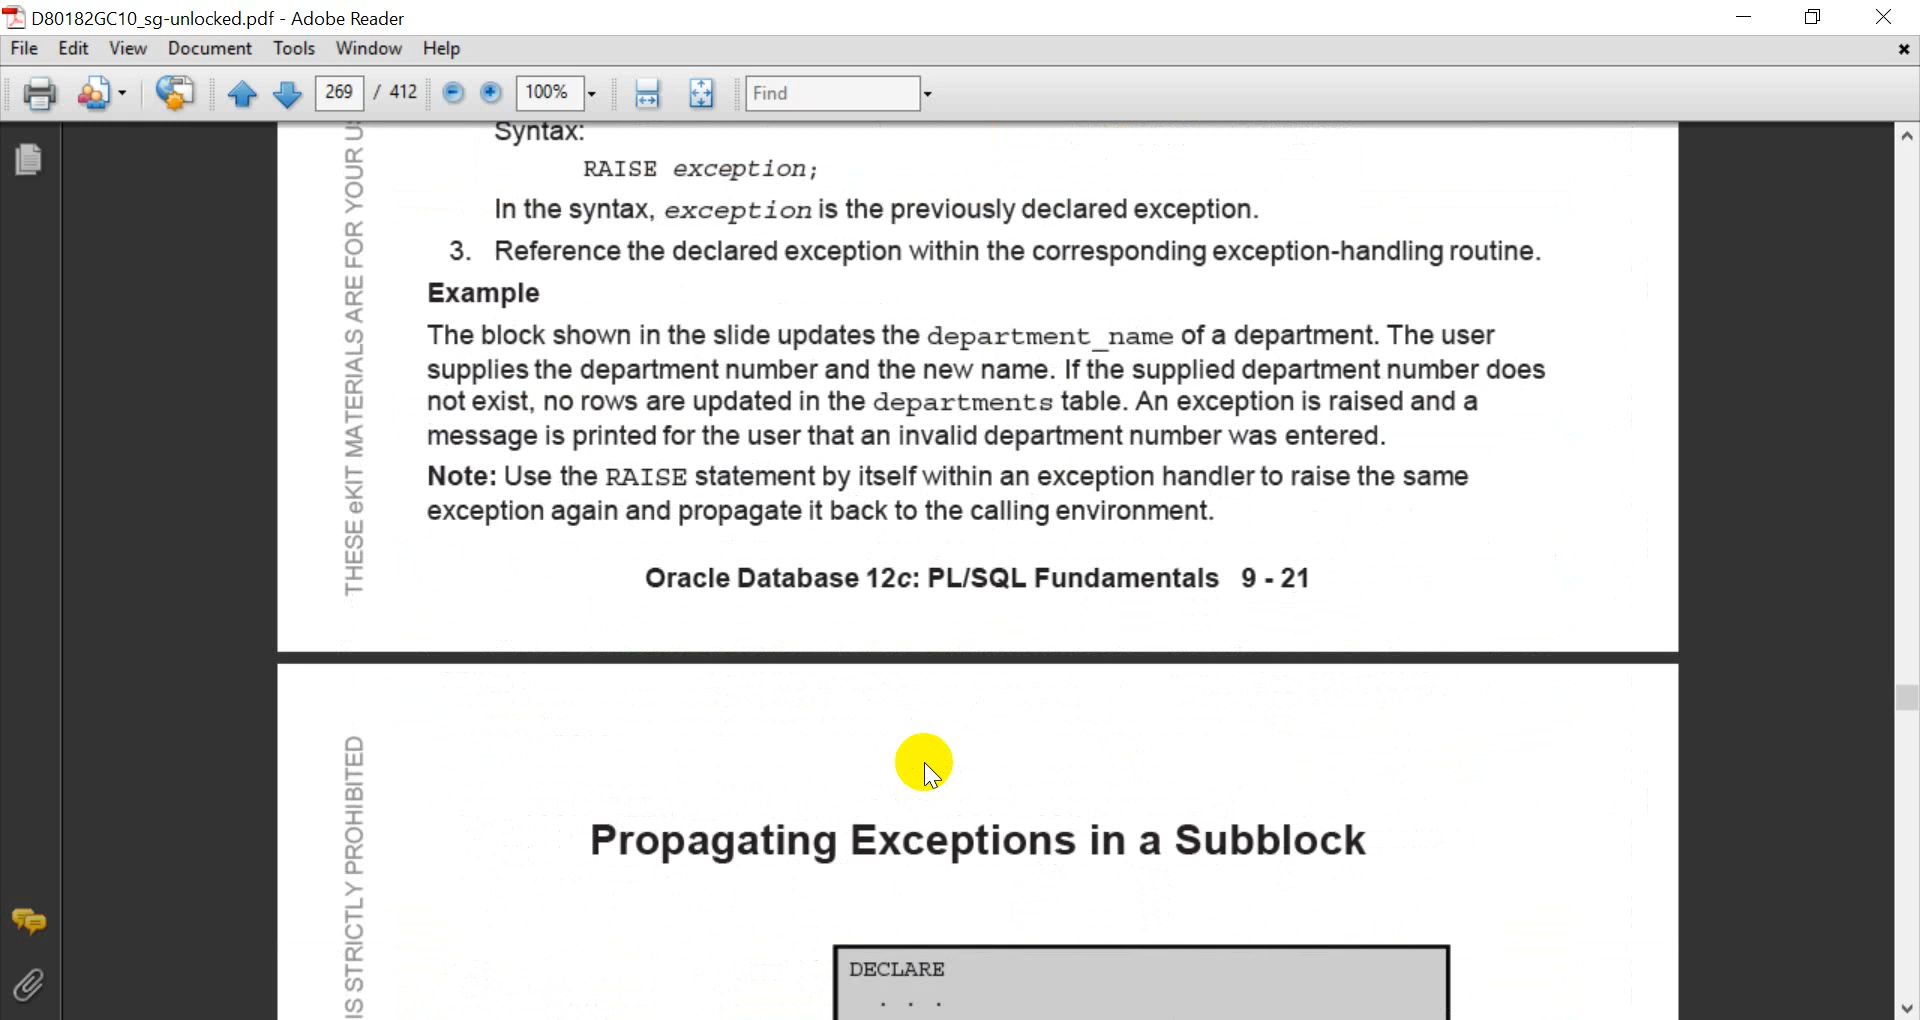 D80182GC10_sg-unlocked.pdf - Adobe Reader
File Edit View Document Tools Window Help
269 / 412 100% Find
Syntax:
RAISE exception;
In the syntax, exception is the previously declared exception.
3. Reference the declared exception within the corresponding exception-handling routine.
Example
The block shown in the slide updates the department_name of a department. The user
supplies the department number and the new name. If the supplied department number does
not exist, no rows are updated in the departments table. An exception is raised and a
message is printed for the user that an invalid department number was entered.
Note: Use the RAISE statement by itself within an exception handler to raise the same
exception again and propagate it back to the calling environment.
THESE eKIT MATERIALS ARE FOR YOUR US
Oracle Database 12c: PL/SQL Fundamentals 9 - 21
IS STRICTLY PROHIBITED
Propagating Exceptions in a Subblock
DECLARE
. . .